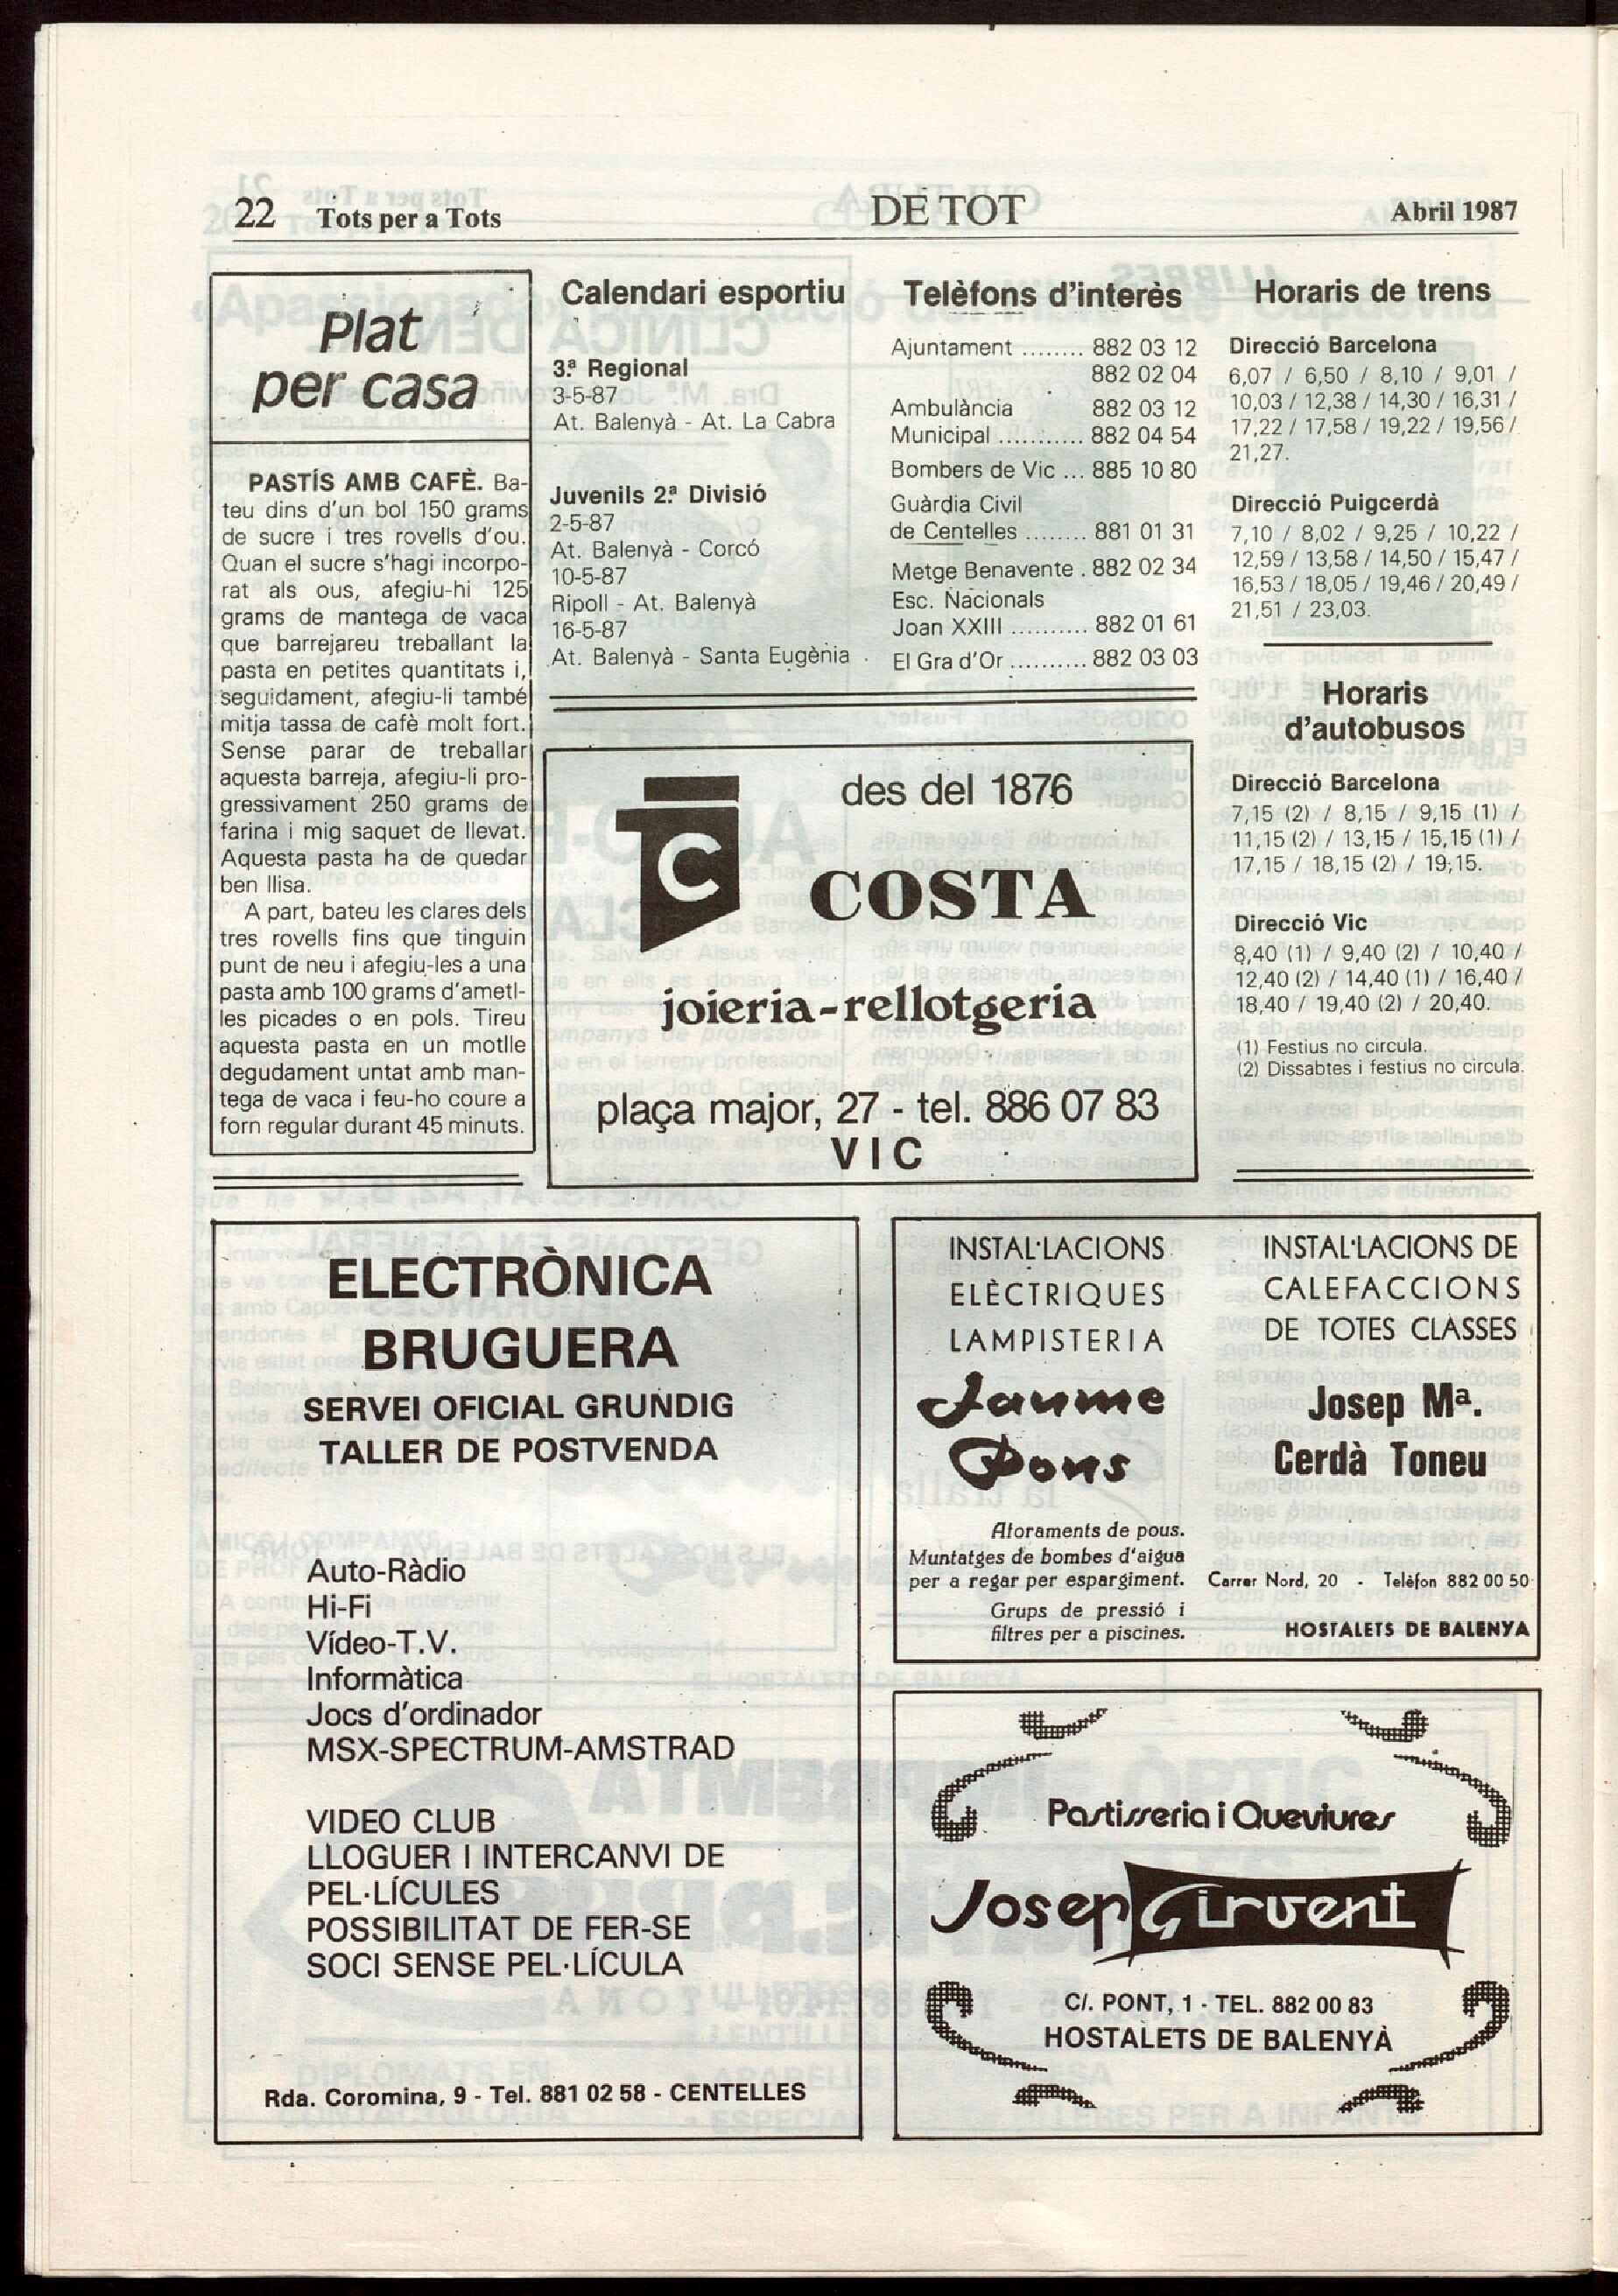 22 Tots per a Tots
DE TOT
Abril 1987
Plat
per casa
PASTÍS AMB CAFÈ. Ba-
teu dins d'un bol 150 grams
de sucre i tres rovells d'ou.
Quan el sucre s'hagi incorpo-
rat als ous, afegiu-hi 125
grams de mantega de vaca
que barrejareu treballant la
pasta en petites quantitats i,
seguidament, afegiu-li també
mitja tassa de cafè molt fort.
Sense parar de treballar
aquesta barreja, afegiu-li pro-
gressivament 250 grams de
farina i mig saquet de llevat.
Aquesta pasta ha de quedar
ben llisa.
A part, bateu les clares dels
tres rovells fins que tinguin
punt de neu i afegiu-les a una
pasta amb 100 grams d'ametl-
les picades o en pols. Tireu
aquesta pasta en un motlle
degudament untat amb man-
tega de vaca i feu-ho coure a
forn regular durant 45 minuts.
Calendari esportiu
3.ª Regional
3-5-87
At. Balenyà - At. La Cabra
Juvenils 2.ª Divisió
2-5-87
At. Balenyà - Corcó
10-5-87
Ripoll - At. Balenyà
16-5-87
At. Balenyà - Santa Eugènia
Telèfons d'interès
Ajuntament ........ 882 03 12
882 02 04
Ambulància 882 03 12
Municipal ........... 882 04 54
Bombers de Vic ... 885 10 80
Guàrdia Civil
de Centelles ........ 881 01 31
Metge Benavente . 882 02 34
Esc. Nacionals
Joan XXIII .......... 882 01 61
El Gra d'Or .......... 882 03 03
Horaris de trens
Direcció Barcelona
6,07 / 6,50 / 8,10 / 9,01 /
10,03 / 12,38 / 14,30 / 16,31 /
17,22 / 17,58 / 19,22 / 19,56 /
21,27.
Direcció Puigcerdà
7,10 / 8,02 / 9,25 / 10,22 /
12,59 / 13,58 / 14,50 / 15,47 /
16,53 / 18,05 / 19,46 / 20,49 /
21,51 / 23,03.
Horaris
d'autobusos
Direcció Barcelona
7,15 (2) / 8,15 / 9,15 (1) /
11,15 (2) / 13,15 / 15,15 (1) /
17,15 / 18,15 (2) / 19,15.
Direcció Vic
8,40 (1) / 9,40 (2) / 10,40 /
12,40 (2) / 14,40 (1) / 16,40 /
18,40 / 19,40 (2) / 20,40.
(1) Festius no circula.
(2) Dissabtes i festius no circula.
C
des del 1876
COSTA
joieria-rellotgeria
plaça major, 27 - tel. 886 07 83
VIC
ELECTRÒNICA
BRUGUERA
SERVEI OFICIAL GRUNDIG
TALLER DE POSTVENDA
Auto-Ràdio
Hi-Fi
Vídeo-T.V.
Informàtica
Jocs d'ordinador
MSX-SPECTRUM-AMSTRAD
VIDEO CLUB
LLOGUER I INTERCANVI DE
PEL·LÍCULES
POSSIBILITAT DE FER-SE
SOCI SENSE PEL·LÍCULA
Rda. Coromina, 9 - Tel. 881 02 58 - CENTELLES
INSTAL·LACIONS
ELÈCTRIQUES
LAMPISTERIA
Jaume
Pons
Aforaments de pous.
Muntatges de bombes d'aigua
per a regar per espargiment.
Grups de pressió i
filtres per a piscines.
INSTAL·LACIONS DE
CALEFACCIONS
DE TOTES CLASSES
Josep Mª.
Cerdà Toneu
Carrer Nord, 20 - Telèfon 882 00 50
HOSTALETS DE BALENYA
Pastisseria i Queviures
Josep Girvent
C/. PONT, 1 - TEL. 882 00 83
HOSTALETS DE BALENYÀ